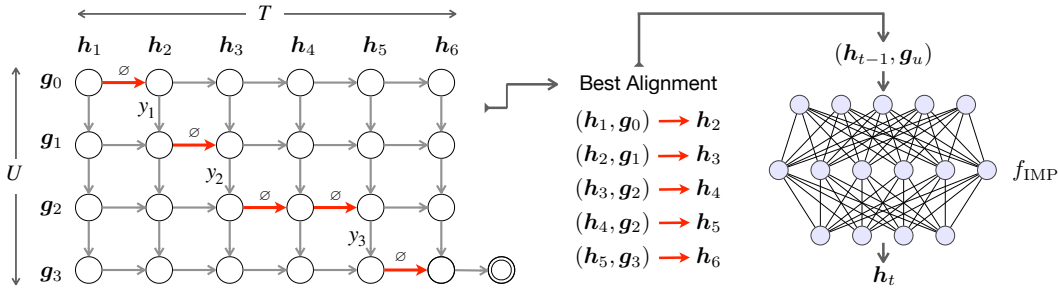 T
h₁ h₂ h₃ h₄ h₅ h₆
g₀ ∅
y₁
g₁ ∅
U
y₂
g₂ ∅ ∅
y₃
g₃ ∅
Best Alignment
(h₁, g₀) → h₂
(h₂, g₁) → h₃
(h₃, g₂) → h₄
(h₄, g₂) → h₅
(h₅, g₃) → h₆
(hₜ₋₁, gᵤ)
f_IMP
hₜ